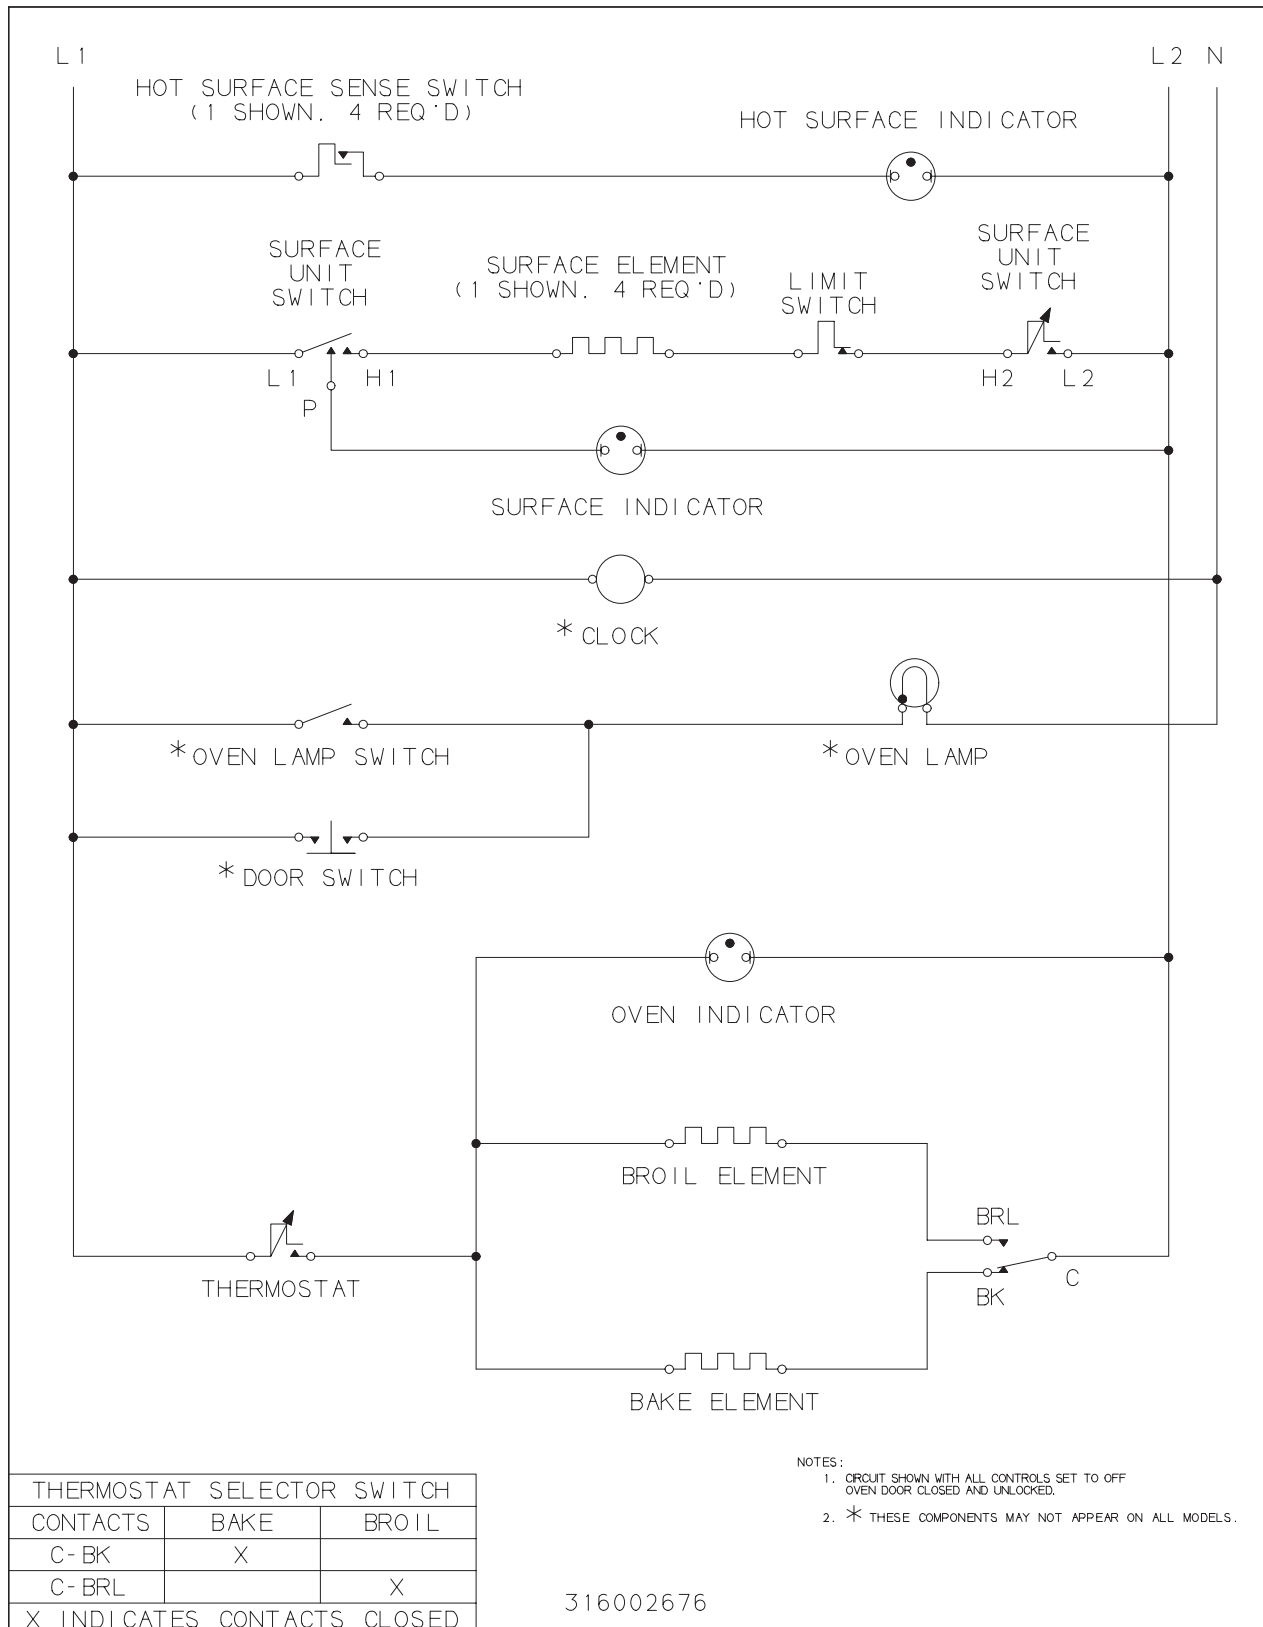 L1
L2 N
HOT SURFACE SENSE SWITCH
(1 SHOWN. 4 REQ'D)
HOT SURFACE INDICATOR
SURFACE
UNIT
SWITCH
SURFACE ELEMENT
(1 SHOWN. 4 REQ'D)
LIMIT
SWITCH
SURFACE
UNIT
SWITCH
L1
H1
P
H2
L2
SURFACE INDICATOR
* CLOCK
* OVEN LAMP SWITCH
* OVEN LAMP
* DOOR SWITCH
OVEN INDICATOR
BROIL ELEMENT
BRL
THERMOSTAT
C
BK
BAKE ELEMENT
NOTES:
1. CIRCUIT SHOWN WITH ALL CONTROLS SET TO OFF
OVEN DOOR CLOSED AND UNLOCKED.
2. * THESE COMPONENTS MAY NOT APPEAR ON ALL MODELS.
THERMOSTAT SELECTOR SWITCH
CONTACTS BAKE BROIL
C-BK X
C-BRL X
X INDICATES CONTACTS CLOSED
316002676